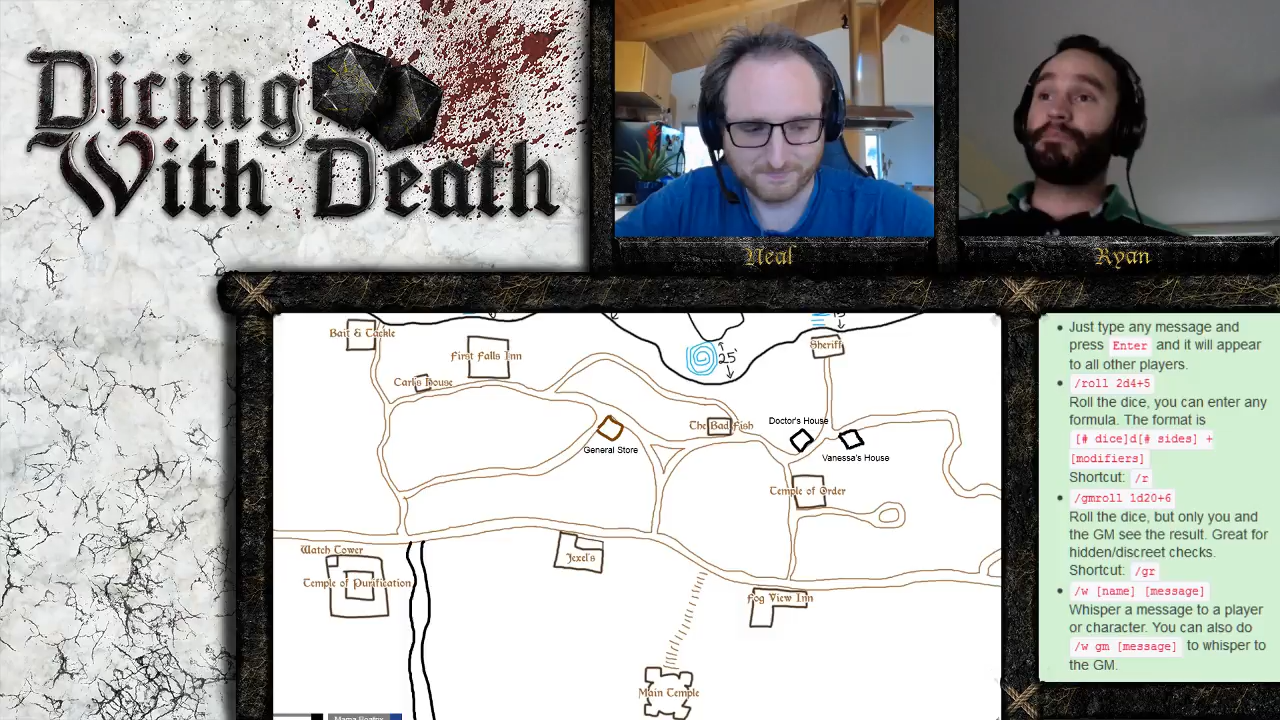 Dicing
With Death
Neal
Ryan
Bait & Tackle
First Falls Inn
Carl's House
General Store
The Bad Fish
25'
Sheriff
Doctor's House
Vanessa's House
Temple of Order
Watch Tower
Temple of Purification
Jexel's
Fog View Inn
Main Temple
• Just type any message and
press Enter and it will appear
to all other players.
• /roll 2d4+5
Roll the dice, you can enter any
formula. The format is
[# dice]d[# sides] +
[modifiers]
Shortcut: /r
• /gmroll 1d20+6
Roll the dice, but only you and
the GM see the result. Great for
hidden/discreet checks.
Shortcut: /gr
• /w [name] [message]
Whisper a message to a player
or character. You can also do
/w gm [message] to whisper to
the GM.